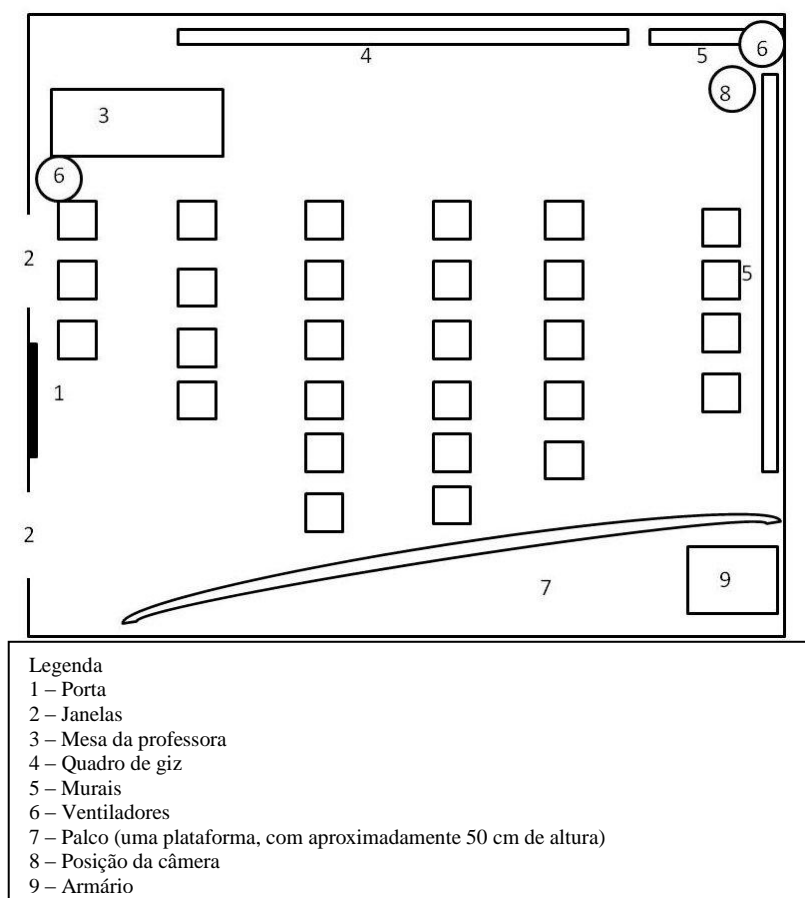 4
5
6
8
3
6
2
5
1
2
7
9
Legenda
1 – Porta
2 – Janelas
3 – Mesa da professora
4 – Quadro de giz
5 – Murais
6 – Ventiladores
7 – Palco (uma plataforma, com aproximadamente 50 cm de altura)
8 – Posição da câmera
9 – Armário